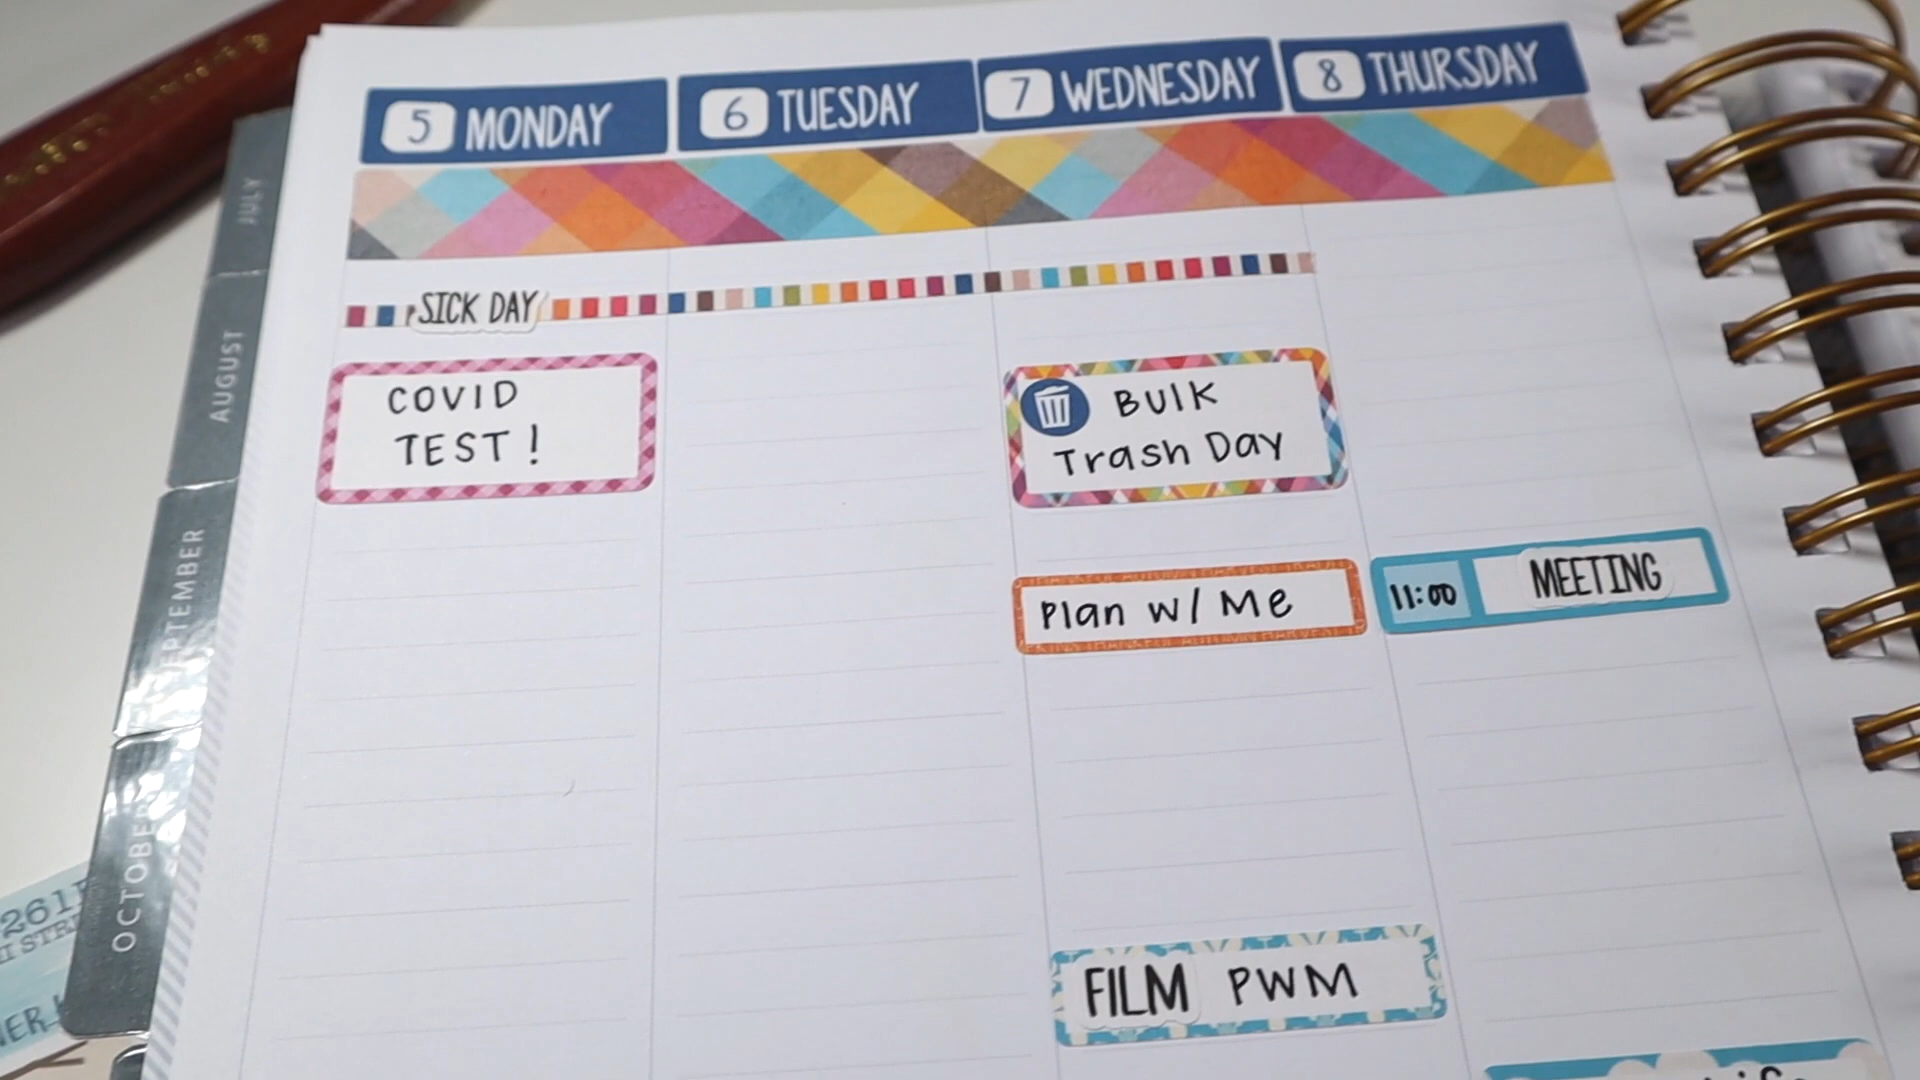 5 MONDAY
6 TUESDAY
7 WEDNESDAY
8 THURSDAY
SICK DAY
COVID
TEST!
Bulk
Trash Day
Plan w/ Me
11:00 MEETING
FILM PWM
JULY
AUGUST
SEPTEMBER
OCTOBER